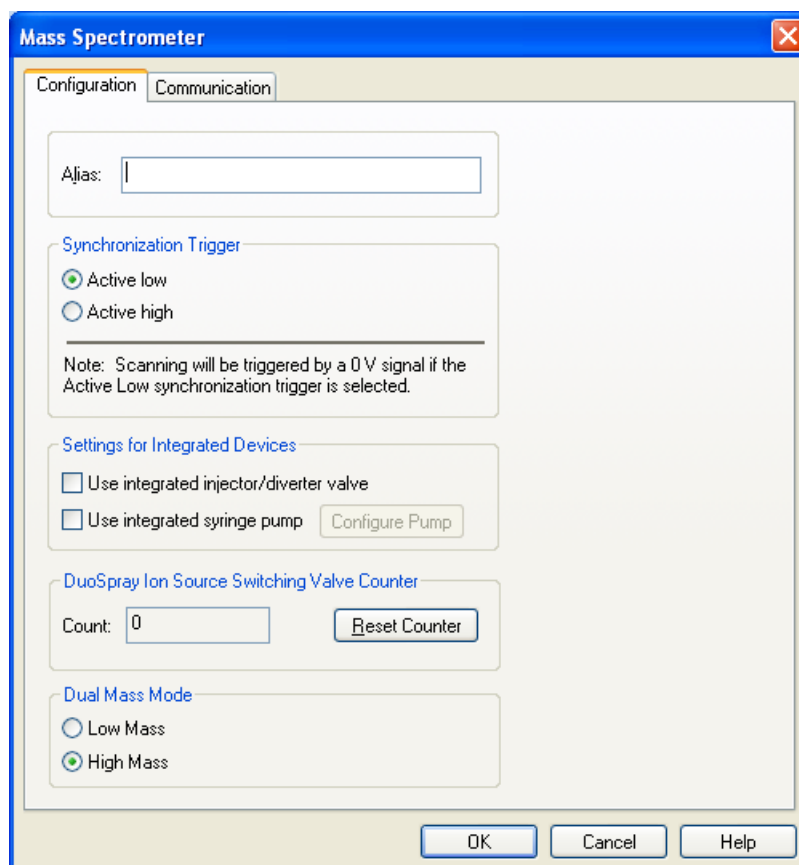 Mass Spectrometer
Configuration
Communication
Alias:
Synchronization Trigger
Active low
Active high
Note: Scanning will be triggered by a 0 V signal if the
Active Low synchronization trigger is selected.
Settings for Integrated Devices
Use integrated injector/diverter valve
Use integrated syringe pump
Configure Pump
DuoSpray Ion Source Switching Valve Counter
Count:
0
Reset Counter
Dual Mass Mode
Low Mass
High Mass
OK
Cancel
Help